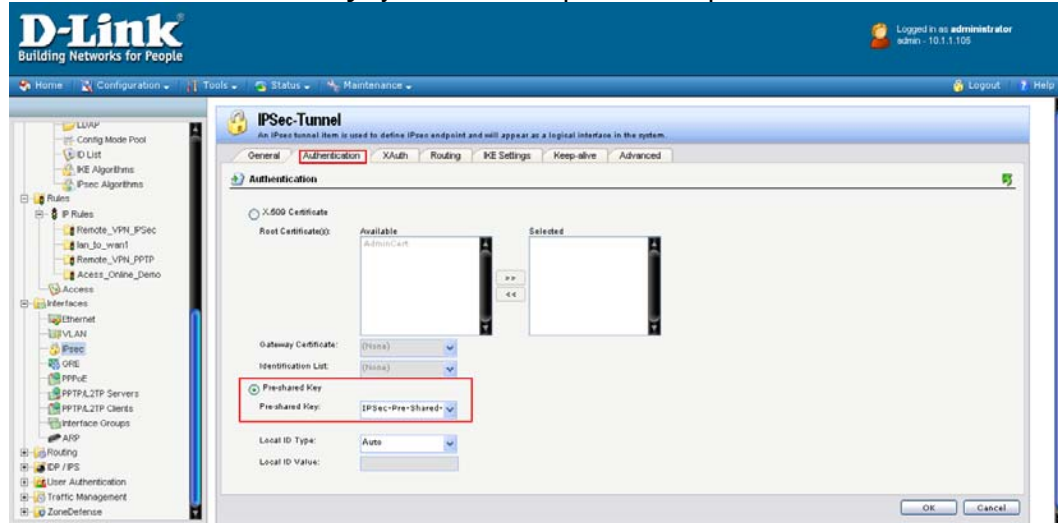 D-Link
Building Networks for People
Logged in as administrator
admin - 10.1.1.105
Home Configuration Tools Status Maintenance Logout Help
LDAP
Config Mode Pool
ID List
IKE Algorithms
IPsec Algorithms
Rules
IP Rules
Remote_VPN_IPSec
lan_to_wan1
Remote_VPN_PPTP
Acess_Online_Demo
Access
Interfaces
Ethernet
VLAN
IPsec
GRE
PPPoE
PPTP/L2TP Servers
PPTP/L2TP Clients
Interface Groups
ARP
Routing
IDP / IPS
User Authentication
Traffic Management
ZoneDefense
IPSec-Tunnel
An IPsec tunnel item is used to define IPsec endpoint and will appear as a logical interface in the system.
General Authentication XAuth Routing IKE Settings Keep-alive Advanced
Authentication
X.509 Certificate
Root Certificate(s): Available Selected
AdminCert
>>
<<
Gateway Certificate: (None)
Identification List: (None)
Pre-shared Key
Pre-shared Key: IPSec-Pre-Shared-
Local ID Type: Auto
Local ID Value:
OK Cancel